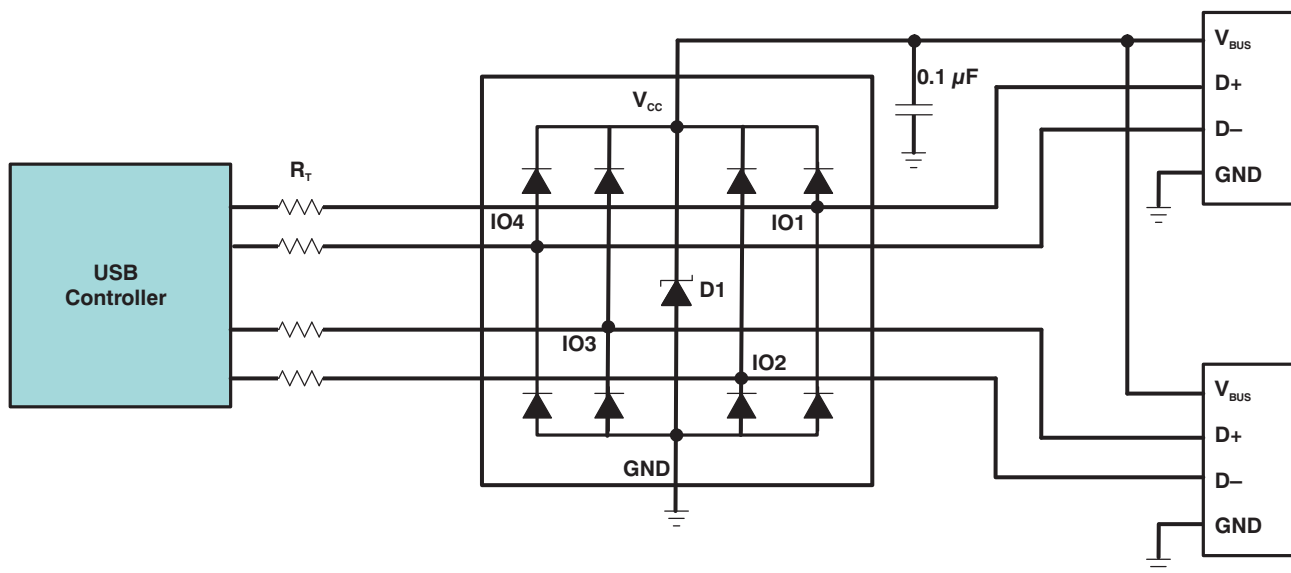 V_BUS
0.1 µF
D+
V_CC
D–
R_T
GND
IO4
IO1
USB
Controller
D1
IO3
IO2
V_BUS
D+
GND
D–
GND